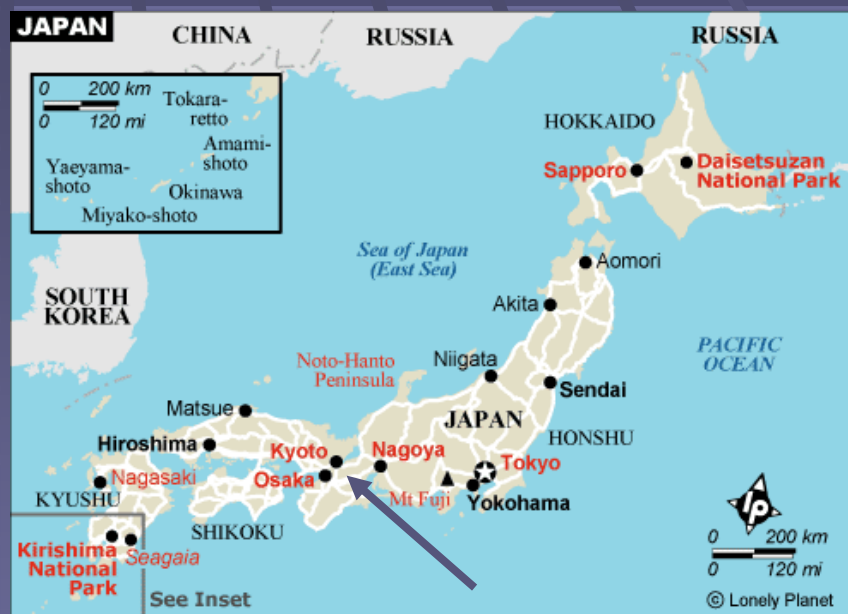 JAPAN
CHINA
RUSSIA
RUSSIA
0 200 km
0 120 mi
Tokara-
retto
Amami-
shoto
Yaeyama-
shoto
Okinawa
Miyako-shoto
HOKKAIDO
Sapporo
Daisetsuzan
National Park
Sea of Japan
(East Sea)
Aomori
SOUTH
KOREA
Akita
PACIFIC
OCEAN
Noto-Hanto
Peninsula
Niigata
Sendai
Matsue
JAPAN
HONSHU
Hiroshima
Kyoto
Nagoya
Tokyo
Nagasaki
Osaka
Mt Fuji
Yokohama
KYUSHU
SHIKOKU
lp
Kirishima
National
Park
Seagaia
0 200 km
0 120 mi
See Inset
© Lonely Planet